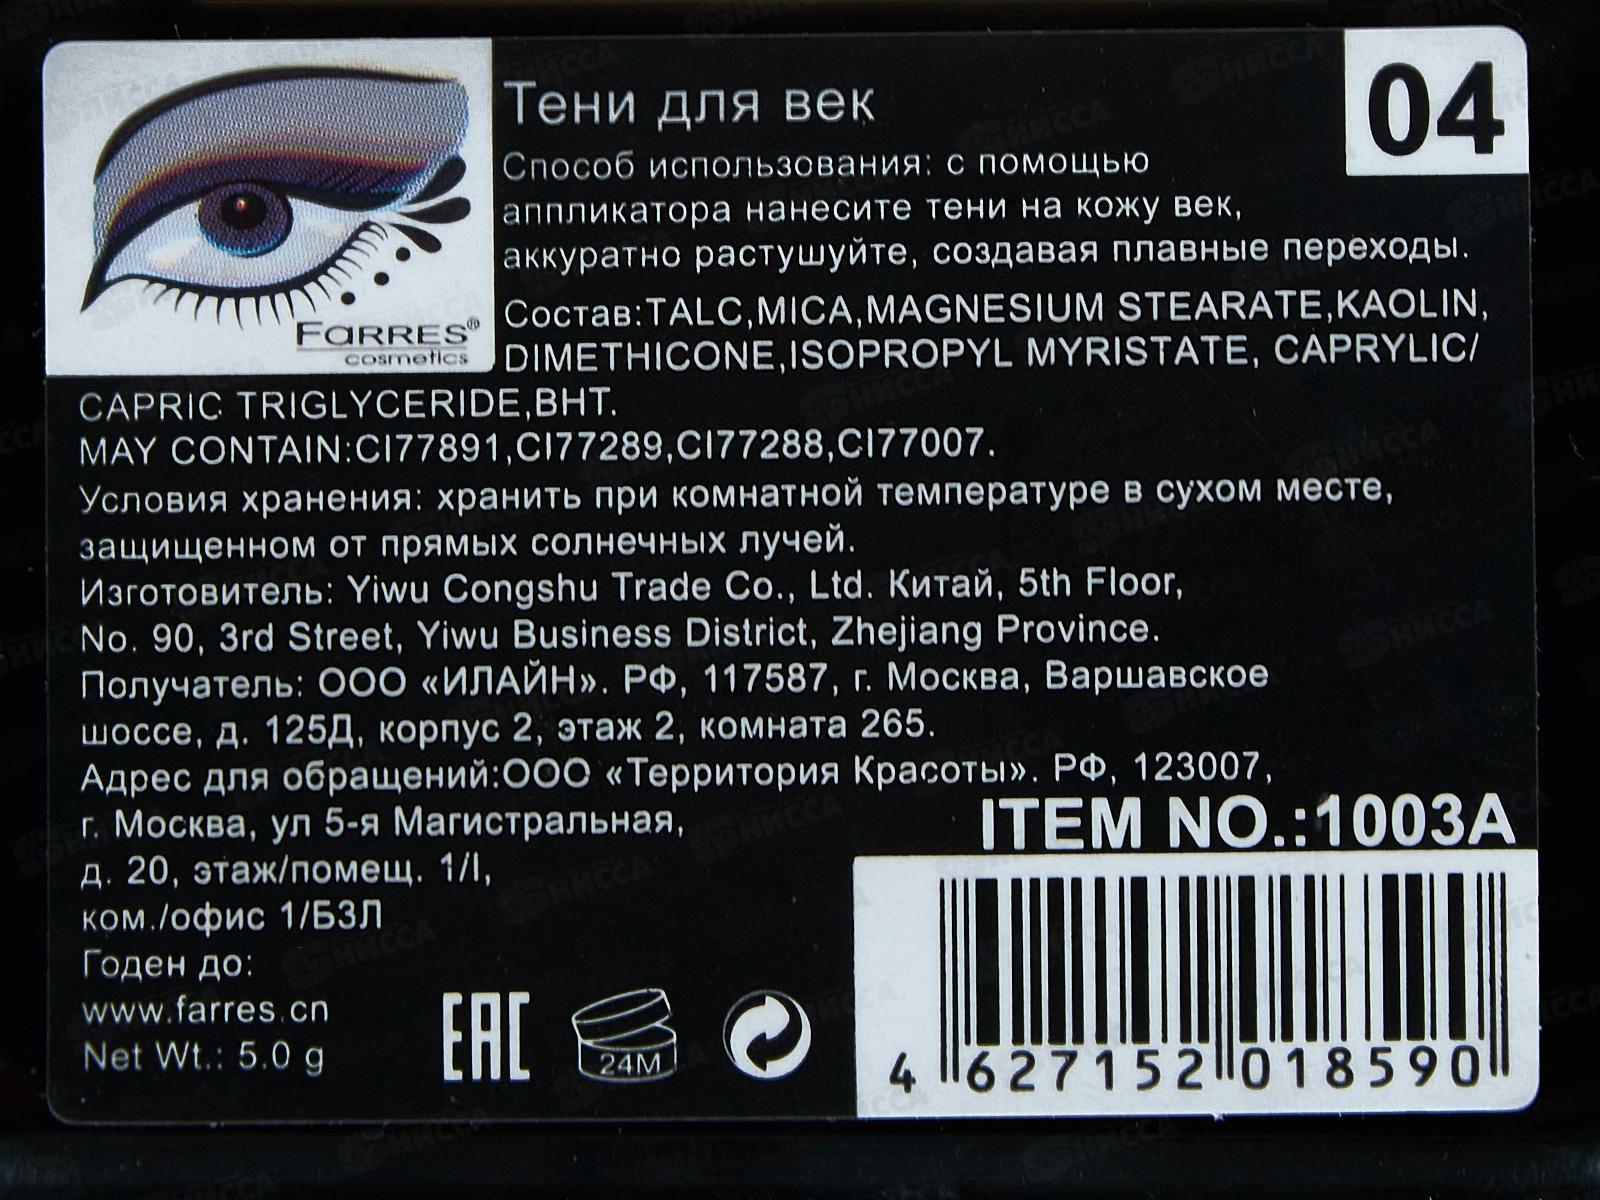 Тени для век
04
Способ использования: с помощью
аппликатора нанесите тени на кожу век,
аккуратно растушуйте, создавая плавные переходы.
Состав:TALC,MICA,MAGNESIUM STEARATE,KAOLIN,
DIMETHICONE,ISOPROPYL MYRISTATE, CAPRYLIC/
FARRES®
cosmetics
CAPRIC TRIGLYCERIDE,BHT.
MAY CONTAIN:CI77891,CI77289,CI77288,CI77007.
Условия хранения: хранить при комнатной температуре в сухом месте,
защищенном от прямых солнечных лучей.
Изготовитель: Yiwu Congshu Trade Co., Ltd. Китай, 5th Floor,
No. 90, 3rd Street, Yiwu Business District, Zhejiang Province.
Получатель: ООО «ИЛАЙН». РФ, 117587, г. Москва, Варшавское
шоссе, д. 125Д, корпус 2, этаж 2, комната 265.
Адрес для обращений:ООО «Территория Красоты». РФ, 123007,
г. Москва, ул 5-я Магистральная,
д. 20, этаж/помещ. 1/I,
ком./офис 1/Б3Л
Годен до:
www.farres.cn
Net Wt.: 5.0 g
EAC
24M
ITEM NO.:1003A
4 627152 018590